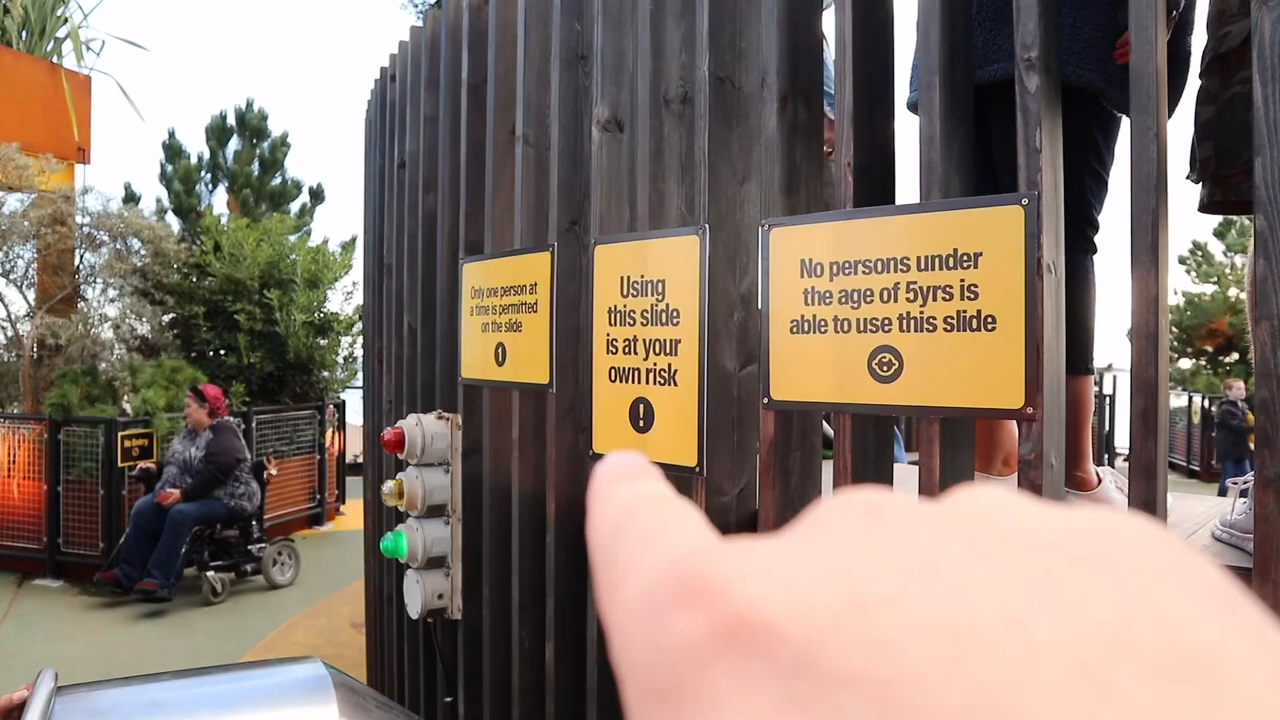 No Entry
Only one person at
a time is permitted
on the slide
1
Using
this slide
is at your
own risk
!
No persons under
the age of 5yrs is
able to use this slide